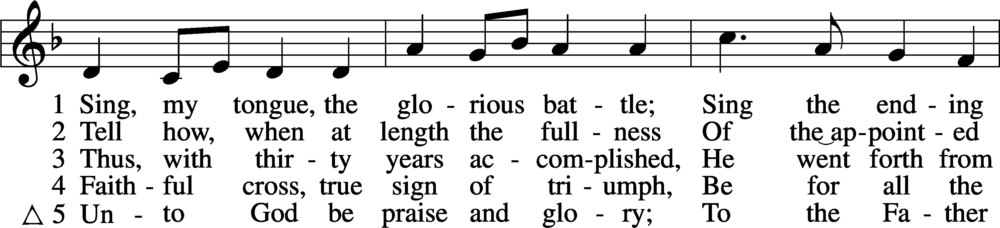 1 Sing, my tongue, the glo - rious bat - tle; Sing the end - ing
2 Tell how, when at length the full - ness Of the ap-point - ed
3 Thus, with thir - ty years ac - com-plished, He went forth from
4 Faith - ful cross, true sign of tri - umph, Be for all the
△ 5 Un - to God be praise and glo - ry; To the Fa - ther